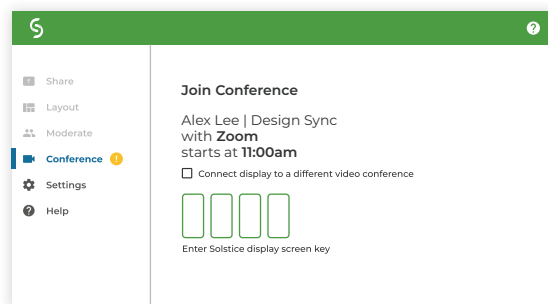 Share
Layout
Moderate
Conference
Settings
Help
Join Conference
Alex Lee | Design Sync
with Zoom
starts at 11:00am
Connect display to a different video conference
Enter Solstice display screen key